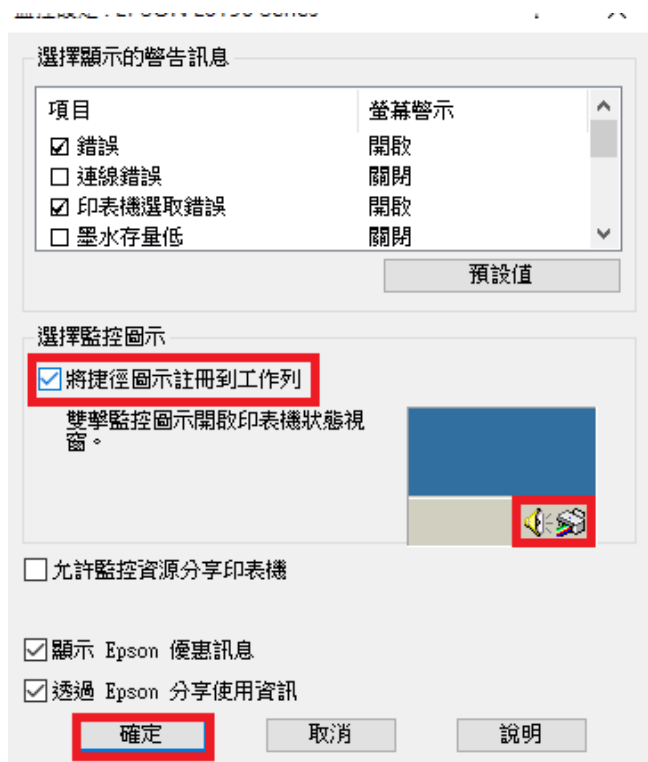 選擇顯示的警告訊息
項目 螢幕警示
錯誤 開啟
連線錯誤 關閉
印表機選取錯誤 開啟
墨水存量低 關閉
預設值
選擇監控圖示
將捷徑圖示註冊到工作列
雙擊監控圖示開啟印表機狀態視
窗。
允許監控資源分享印表機
顯示 Epson 優惠訊息
透過 Epson 分享使用資訊
確定 取消 說明